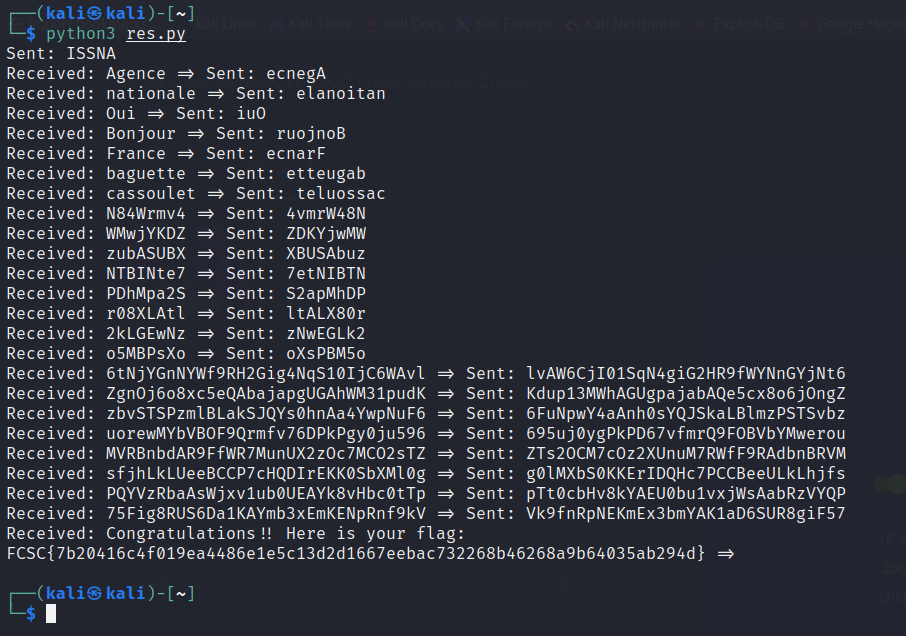 ┌──(kali㉿kali)-[~]
└─$ python3 res.py
Sent: ISSNA
Received: Agence => Sent: ecnegA
Received: nationale => Sent: elanoitan
Received: Oui => Sent: iuO
Received: Bonjour => Sent: ruojnoB
Received: France => Sent: ecnarF
Received: baguette => Sent: etteugab
Received: cassoulet => Sent: teluossac
Received: N84Wrmv4 => Sent: 4vmrW48N
Received: WMwjYKDZ => Sent: ZDKYjwMW
Received: zubASUBX => Sent: XBUSAbuz
Received: NTBINte7 => Sent: 7etNIBTN
Received: PDhMpa2S => Sent: S2apMhDP
Received: r08XLAtl => Sent: ltALX80r
Received: 2kLGEwNz => Sent: zNwEGLk2
Received: o5MBPsXo => Sent: oXsPBM5o
Received: 6tNjYGnNYWf9RH2Gig4NqS10IjC6WAvl => Sent: lvAW6CjI01SqN4giG2HR9fWYNnGYjNt6
Received: ZgnOj6o8xc5eQAbajapgUGAhWM31pudK => Sent: Kdup13MWhAGUgpajabAQe5cx8o6jOngZ
Received: zbvSTSPzmlBLakSJQYs0hnAa4YwpNuF6 => Sent: 6FuNpwY4aAnh0sYQJSkaLBlmzPSTSvbz
Received: uorewMYbVBOF9Qrmfv76DPkPgy0ju596 => Sent: 695uj0ygPkPD67vfmrQ9FOBVbYMwerou
Received: MVRBnbdAR9FfWR7MunUX2zOc7MCO2sTZ => Sent: ZTs2OCM7cOz2XUnuM7RWfF9RAdbnBRVM
Received: sfjhLkLUeeBCCP7cHQDIrEKK0SbXMl0g => Sent: g0lMXbS0KKErIDQHc7PCCBeeULkLhjfs
Received: PQYVzRbaAsWjxv1ub0UEAYk8vHbc0tTp => Sent: pTt0cbHv8kYAEU0bu1vxjWsAabRzVYQP
Received: 75Fig8RUS6Da1KAYmb3xEmKENpRnf9kV => Sent: Vk9fnRpNEKmEx3bmYAK1aD6SUR8giF57
Received: Congratulations!! Here is your flag:
FCSC{7b20416c4f019ea4486e1e5c13d2d1667eebac732268b46268a9b64035ab294d} =>
┌──(kali㉿kali)-[~]
└─$